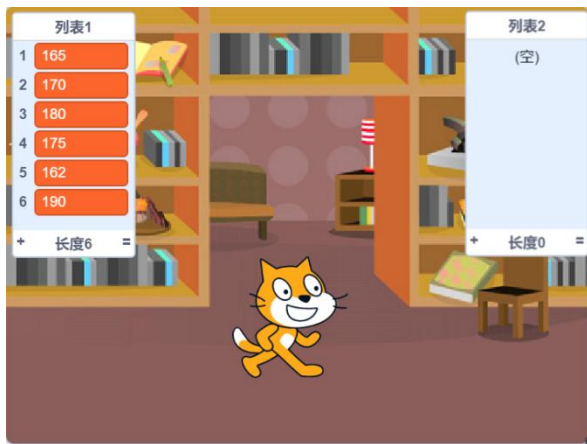 列表1
1 165
2 170
3 180
4 175
5 162
6 190
+ 长度6 =
列表2
(空)
+ 长度0 =